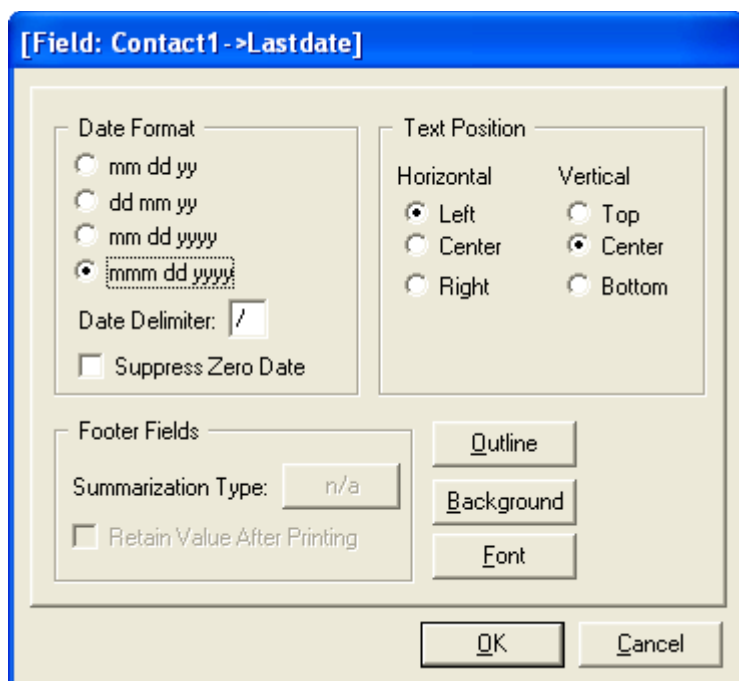 [Field: Contact1->Lastdate]
Date Format
mm dd yy
dd mm yy
mm dd yyyy
mmm dd yyyy
Date Delimiter: /
Suppress Zero Date
Text Position
Horizontal Vertical
Left Top
Center Center
Right Bottom
Footer Fields
Summarization Type: n/a
Retain Value After Printing
Outline
Background
Font
OK Cancel